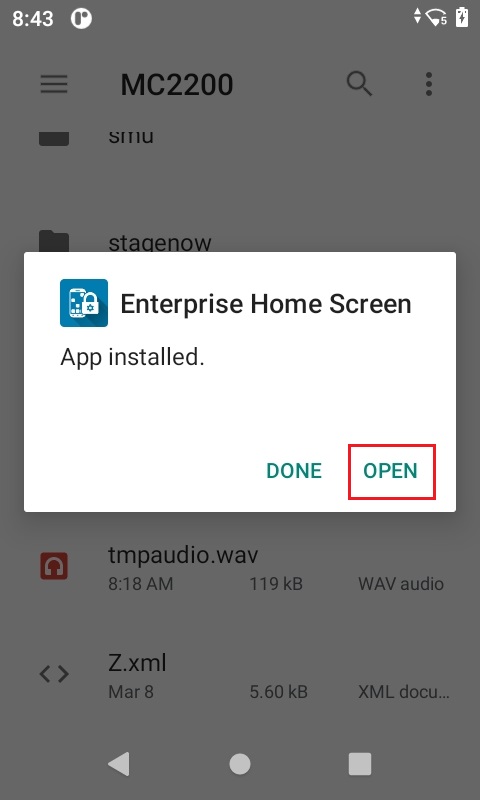 8:43
5
MC2200
smu
stagenow
Enterprise Home Screen
App installed.
DONE OPEN
tmpaudio.wav
8:18 AM 119 kB WAV audio
Z.xml
Mar 8 5.60 kB XML docu…